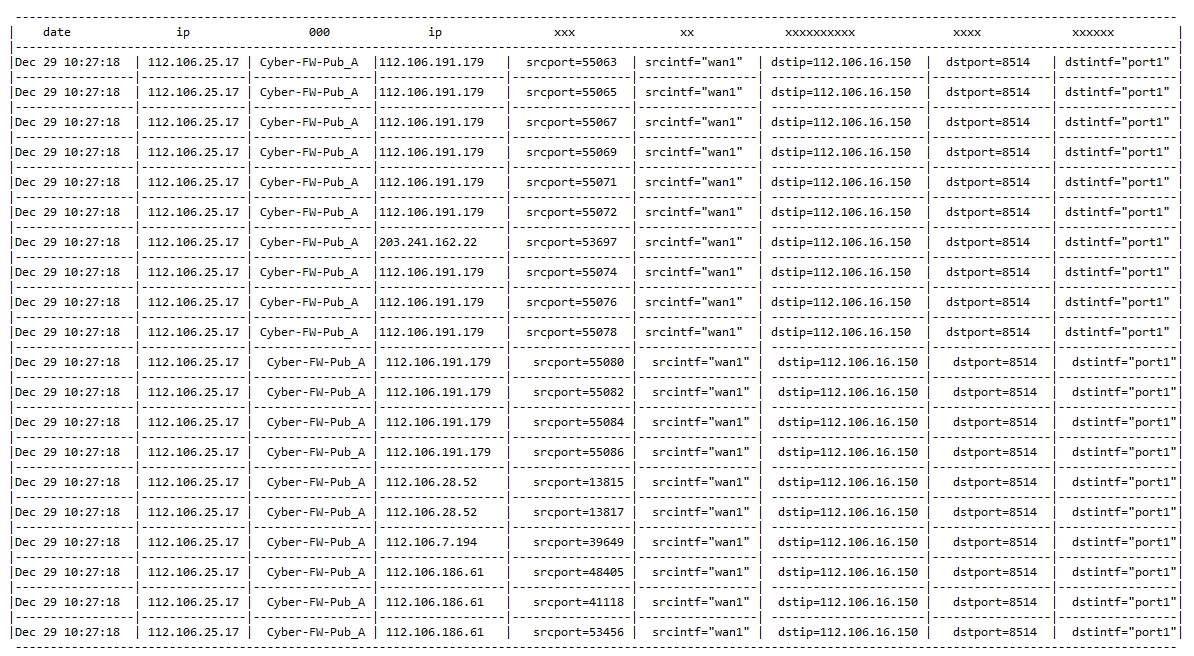 date ip 000 ip xxx xx xxxxxxxxxx xxxx xxxxxx
Dec 29 10:27:18 | 112.106.25.17 | Cyber-FW-Pub_A |112.106.191.179 | srcport=55063 | srcintf="wan1" | dstip=112.106.16.150 | dstport=8514 | dstintf="port1" |
Dec 29 10:27:18 | 112.106.25.17 | Cyber-FW-Pub_A |112.106.191.179 | srcport=55065 | srcintf="wan1" | dstip=112.106.16.150 | dstport=8514 | dstintf="port1" |
Dec 29 10:27:18 | 112.106.25.17 | Cyber-FW-Pub_A |112.106.191.179 | srcport=55067 | srcintf="wan1" | dstip=112.106.16.150 | dstport=8514 | dstintf="port1" |
Dec 29 10:27:18 | 112.106.25.17 | Cyber-FW-Pub_A |112.106.191.179 | srcport=55069 | srcintf="wan1" | dstip=112.106.16.150 | dstport=8514 | dstintf="port1" |
Dec 29 10:27:18 | 112.106.25.17 | Cyber-FW-Pub_A |112.106.191.179 | srcport=55071 | srcintf="wan1" | dstip=112.106.16.150 | dstport=8514 | dstintf="port1" |
Dec 29 10:27:18 | 112.106.25.17 | Cyber-FW-Pub_A |112.106.191.179 | srcport=55072 | srcintf="wan1" | dstip=112.106.16.150 | dstport=8514 | dstintf="port1" |
Dec 29 10:27:18 | 112.106.25.17 | Cyber-FW-Pub_A |203.241.162.22 | srcport=53697 | srcintf="wan1" | dstip=112.106.16.150 | dstport=8514 | dstintf="port1" |
Dec 29 10:27:18 | 112.106.25.17 | Cyber-FW-Pub_A |112.106.191.179 | srcport=55074 | srcintf="wan1" | dstip=112.106.16.150 | dstport=8514 | dstintf="port1" |
Dec 29 10:27:18 | 112.106.25.17 | Cyber-FW-Pub_A |112.106.191.179 | srcport=55076 | srcintf="wan1" | dstip=112.106.16.150 | dstport=8514 | dstintf="port1" |
Dec 29 10:27:18 | 112.106.25.17 | Cyber-FW-Pub_A |112.106.191.179 | srcport=55078 | srcintf="wan1" | dstip=112.106.16.150 | dstport=8514 | dstintf="port1" |
Dec 29 10:27:18 | 112.106.25.17 | Cyber-FW-Pub_A | 112.106.191.179 | srcport=55080 | srcintf="wan1" | dstip=112.106.16.150 | dstport=8514 | dstintf="port1"|
Dec 29 10:27:18 | 112.106.25.17 | Cyber-FW-Pub_A | 112.106.191.179 | srcport=55082 | srcintf="wan1" | dstip=112.106.16.150 | dstport=8514 | dstintf="port1"|
Dec 29 10:27:18 | 112.106.25.17 | Cyber-FW-Pub_A | 112.106.191.179 | srcport=55084 | srcintf="wan1" | dstip=112.106.16.150 | dstport=8514 | dstintf="port1"|
Dec 29 10:27:18 | 112.106.25.17 | Cyber-FW-Pub_A | 112.106.191.179 | srcport=55086 | srcintf="wan1" | dstip=112.106.16.150 | dstport=8514 | dstintf="port1"|
Dec 29 10:27:18 | 112.106.25.17 | Cyber-FW-Pub_A | 112.106.28.52 | srcport=13815 | srcintf="wan1" | dstip=112.106.16.150 | dstport=8514 | dstintf="port1"|
Dec 29 10:27:18 | 112.106.25.17 | Cyber-FW-Pub_A | 112.106.28.52 | srcport=13817 | srcintf="wan1" | dstip=112.106.16.150 | dstport=8514 | dstintf="port1"|
Dec 29 10:27:18 | 112.106.25.17 | Cyber-FW-Pub_A | 112.106.7.194 | srcport=39649 | srcintf="wan1" | dstip=112.106.16.150 | dstport=8514 | dstintf="port1"|
Dec 29 10:27:18 | 112.106.25.17 | Cyber-FW-Pub_A | 112.106.186.61 | srcport=48405 | srcintf="wan1" | dstip=112.106.16.150 | dstport=8514 | dstintf="port1"|
Dec 29 10:27:18 | 112.106.25.17 | Cyber-FW-Pub_A | 112.106.186.61 | srcport=41118 | srcintf="wan1" | dstip=112.106.16.150 | dstport=8514 | dstintf="port1"|
Dec 29 10:27:18 | 112.106.25.17 | Cyber-FW-Pub_A | 112.106.186.61 | srcport=53456 | srcintf="wan1" | dstip=112.106.16.150 | dstport=8514 | dstintf="port1"|